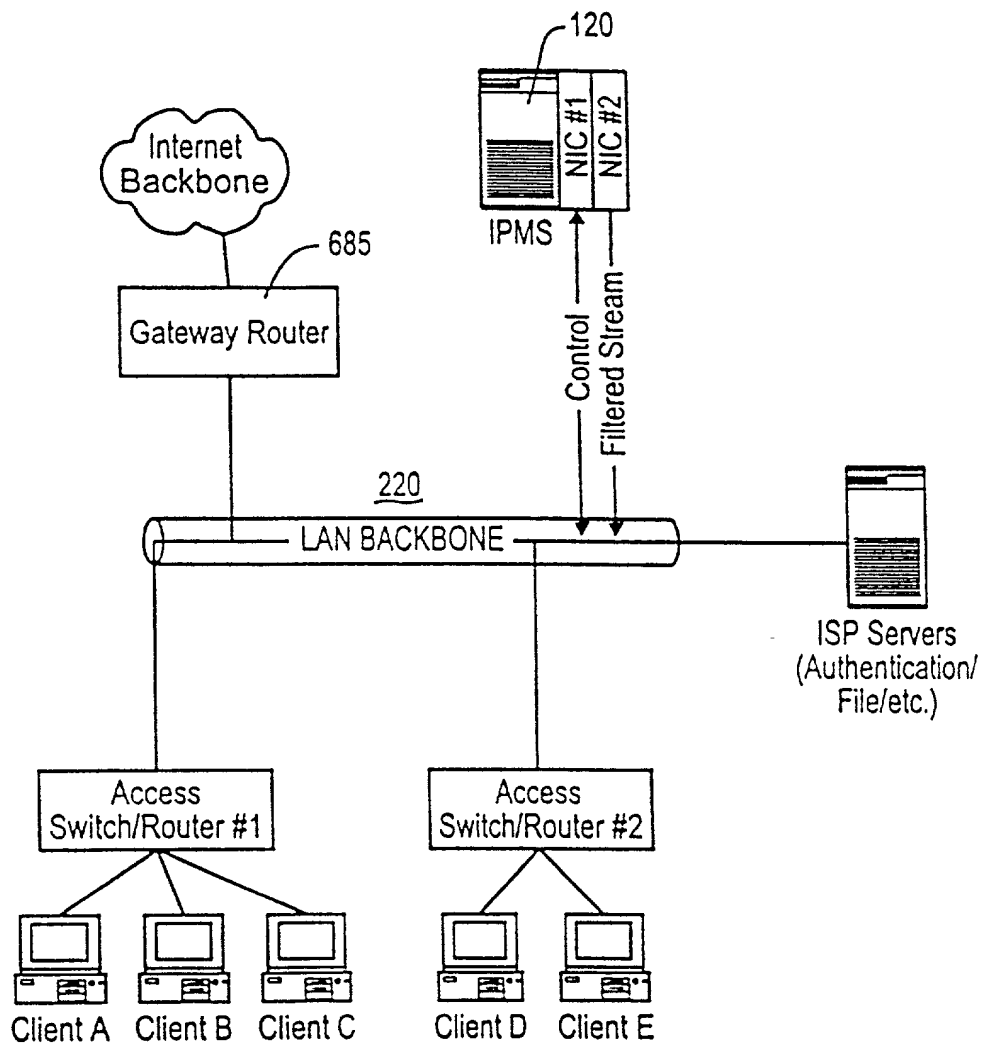 120
NIC #1
NIC #2
IPMS
Internet
Backbone
685
Gateway Router
Control
Filtered Stream
220
LAN BACKBONE
ISP Servers
(Authentication/
File/etc.)
Access
Switch/Router #1
Access
Switch/Router #2
Client A
Client B
Client C
Client D
Client E